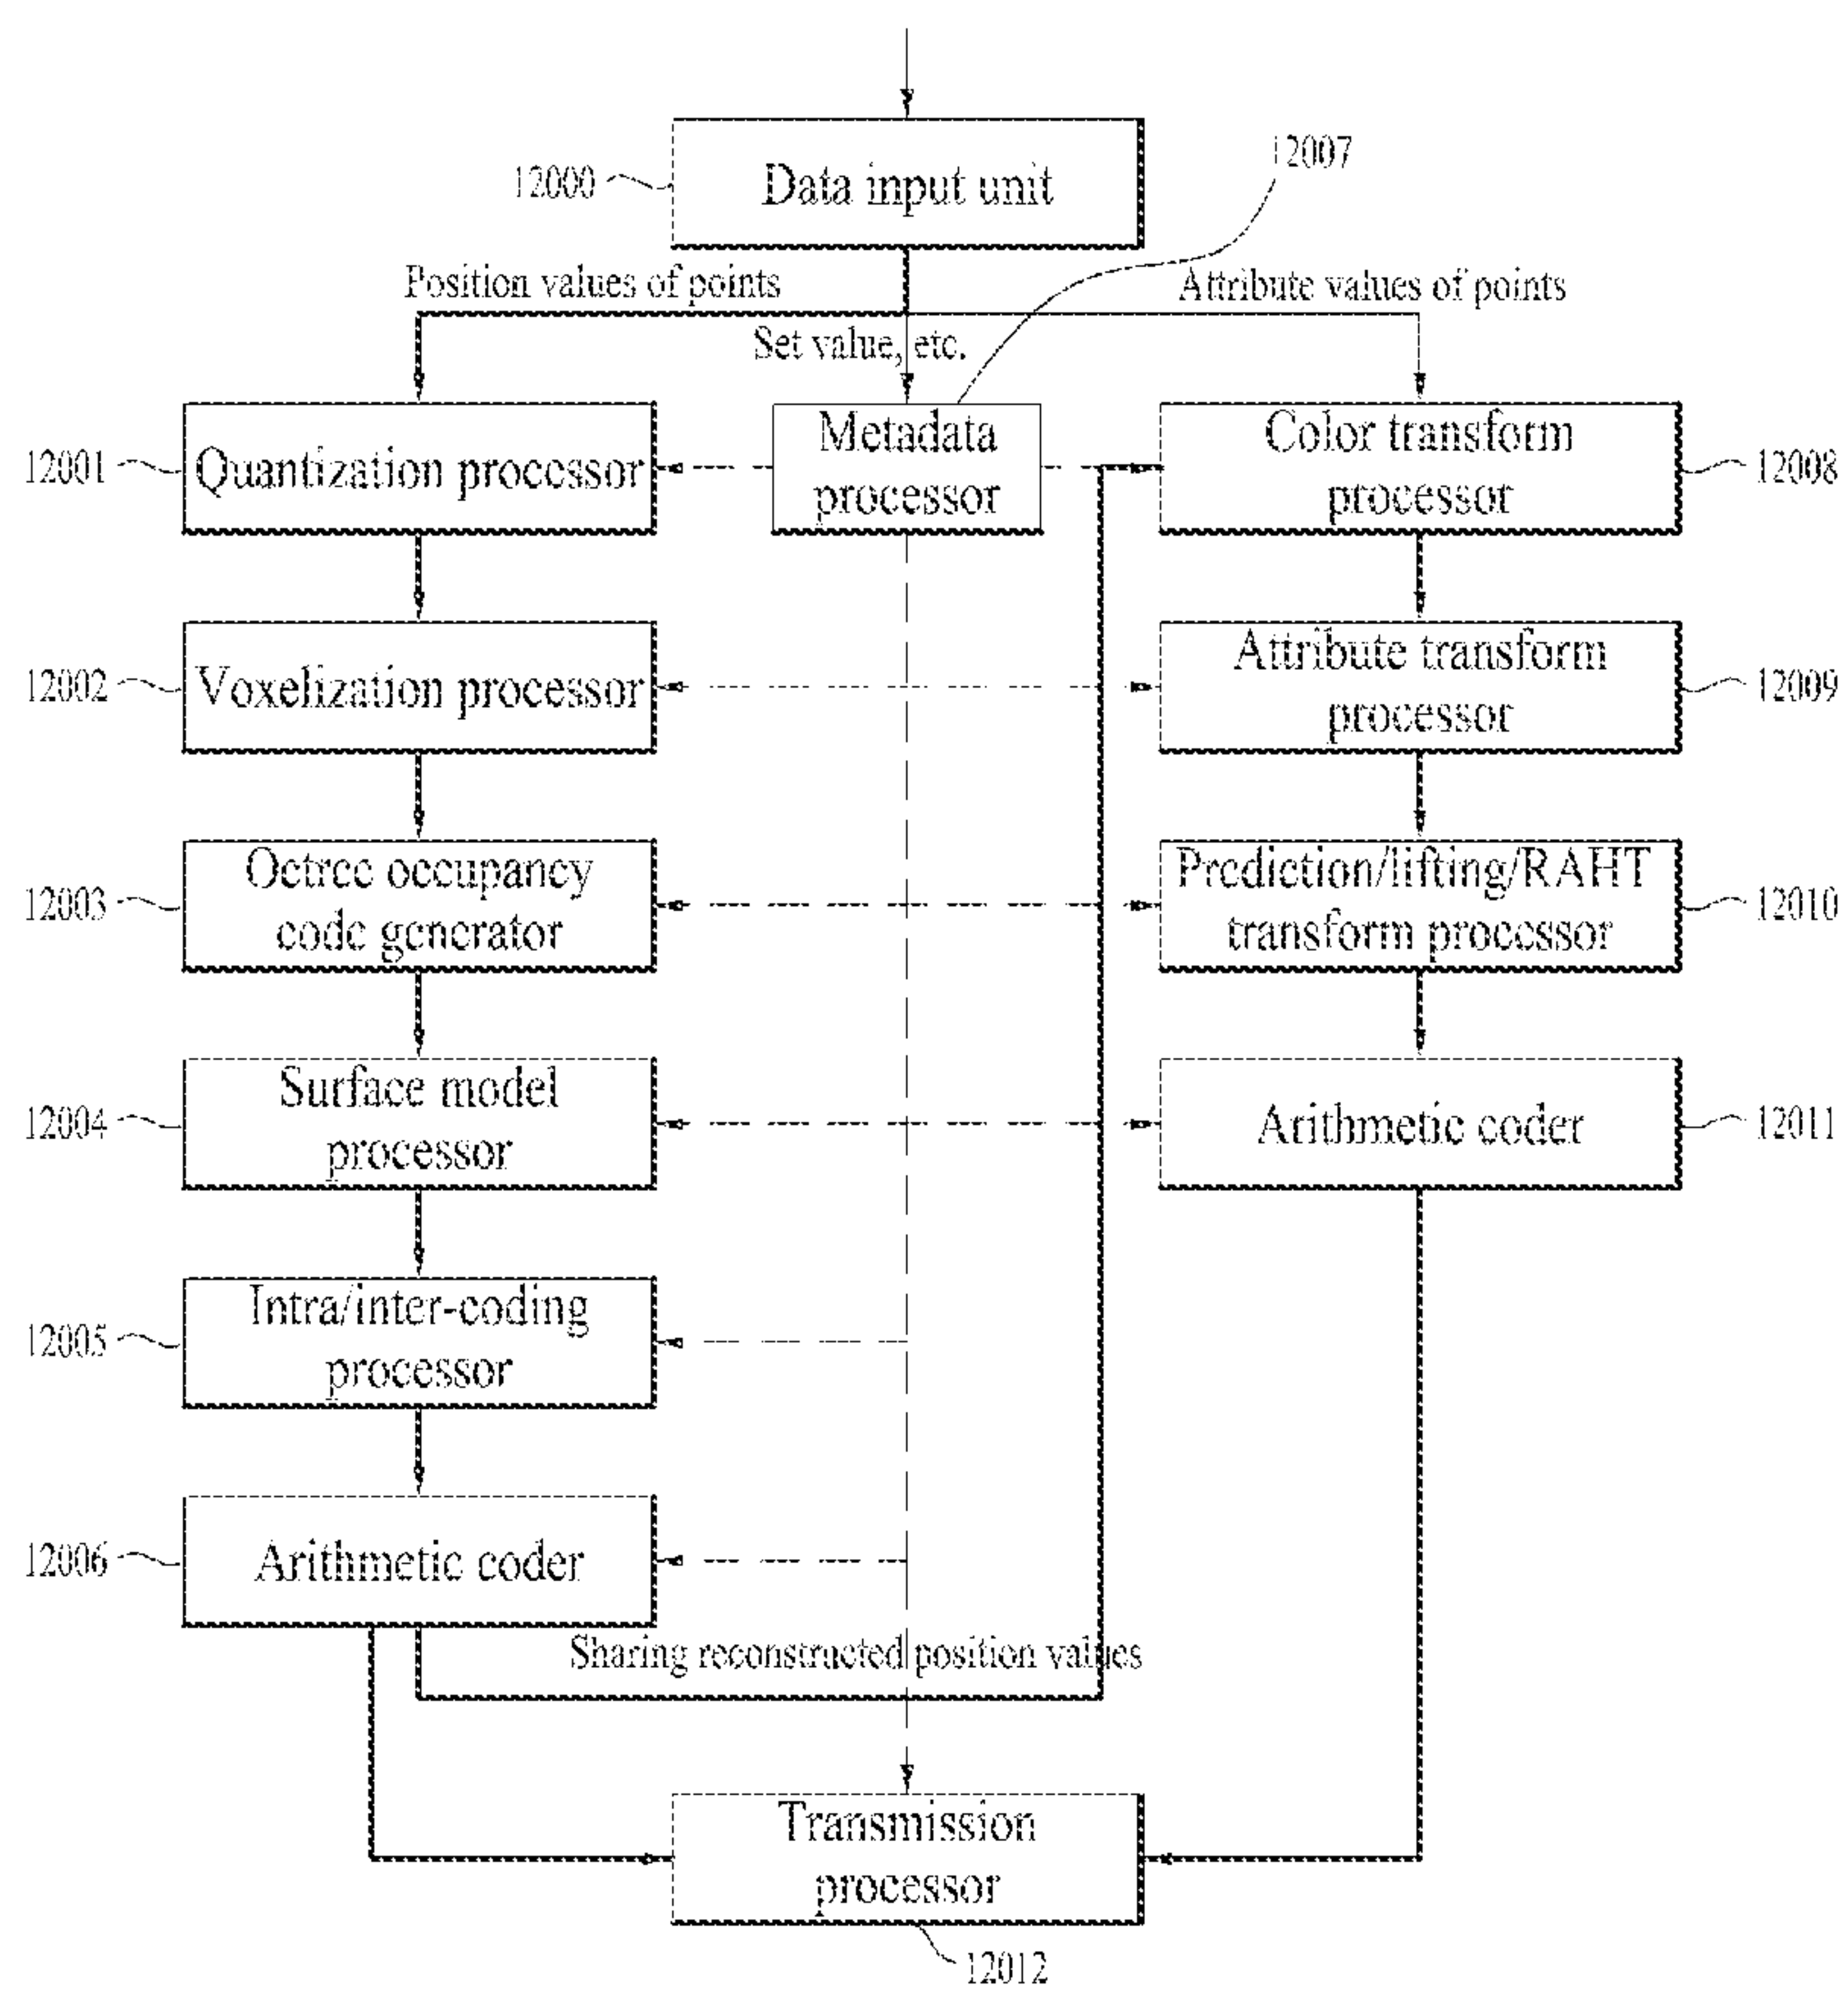 12007
12000
Data input unit
Position values of points
Attribute values of points
Set value, etc.
12001
Quantization processor
Metadata
processor
Color transform
processor
12008
12002
Voxelization processor
Attribute transform
processor
12009
12003
Octree occupancy
code generator
Prediction/lifting/RAHT
transform processor
12010
12004
Surface model
processor
Arithmetic coder
12011
12005
Intra/inter-coding
processor
12006
Arithmetic coder
Sharing reconstructed position values
Transmission
processor
12012